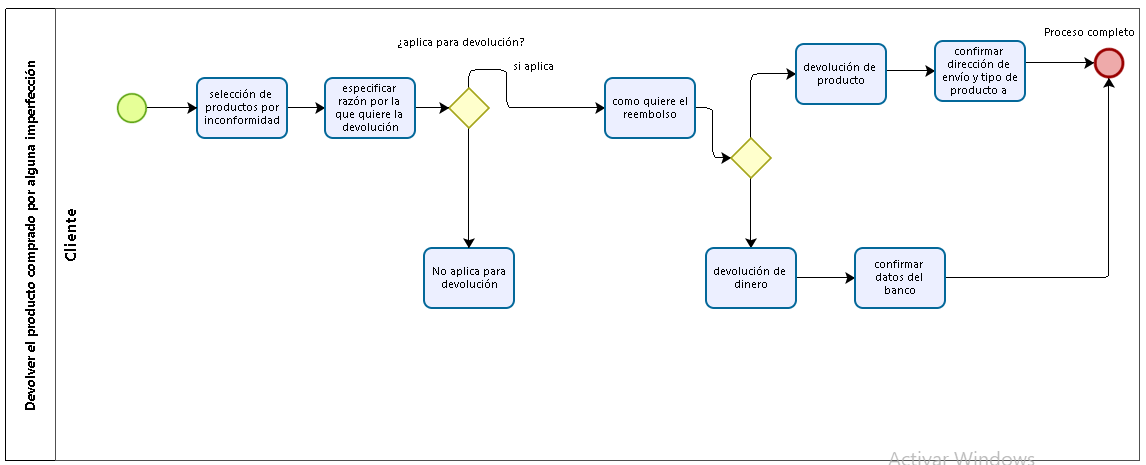 Devolver el producto comprado por alguna imperfección
Cliente
selección de
productos por
inconformidad
especificar
razón por la
que quiere la
devolución
¿aplica para devolución?
si aplica
No aplica para
devolución
como quiere el
reembolso
devolución de
producto
confirmar
dirección de
envío y tipo de
producto a
Proceso completo
devolución de
dinero
confirmar
datos del
banco
Activar Windows